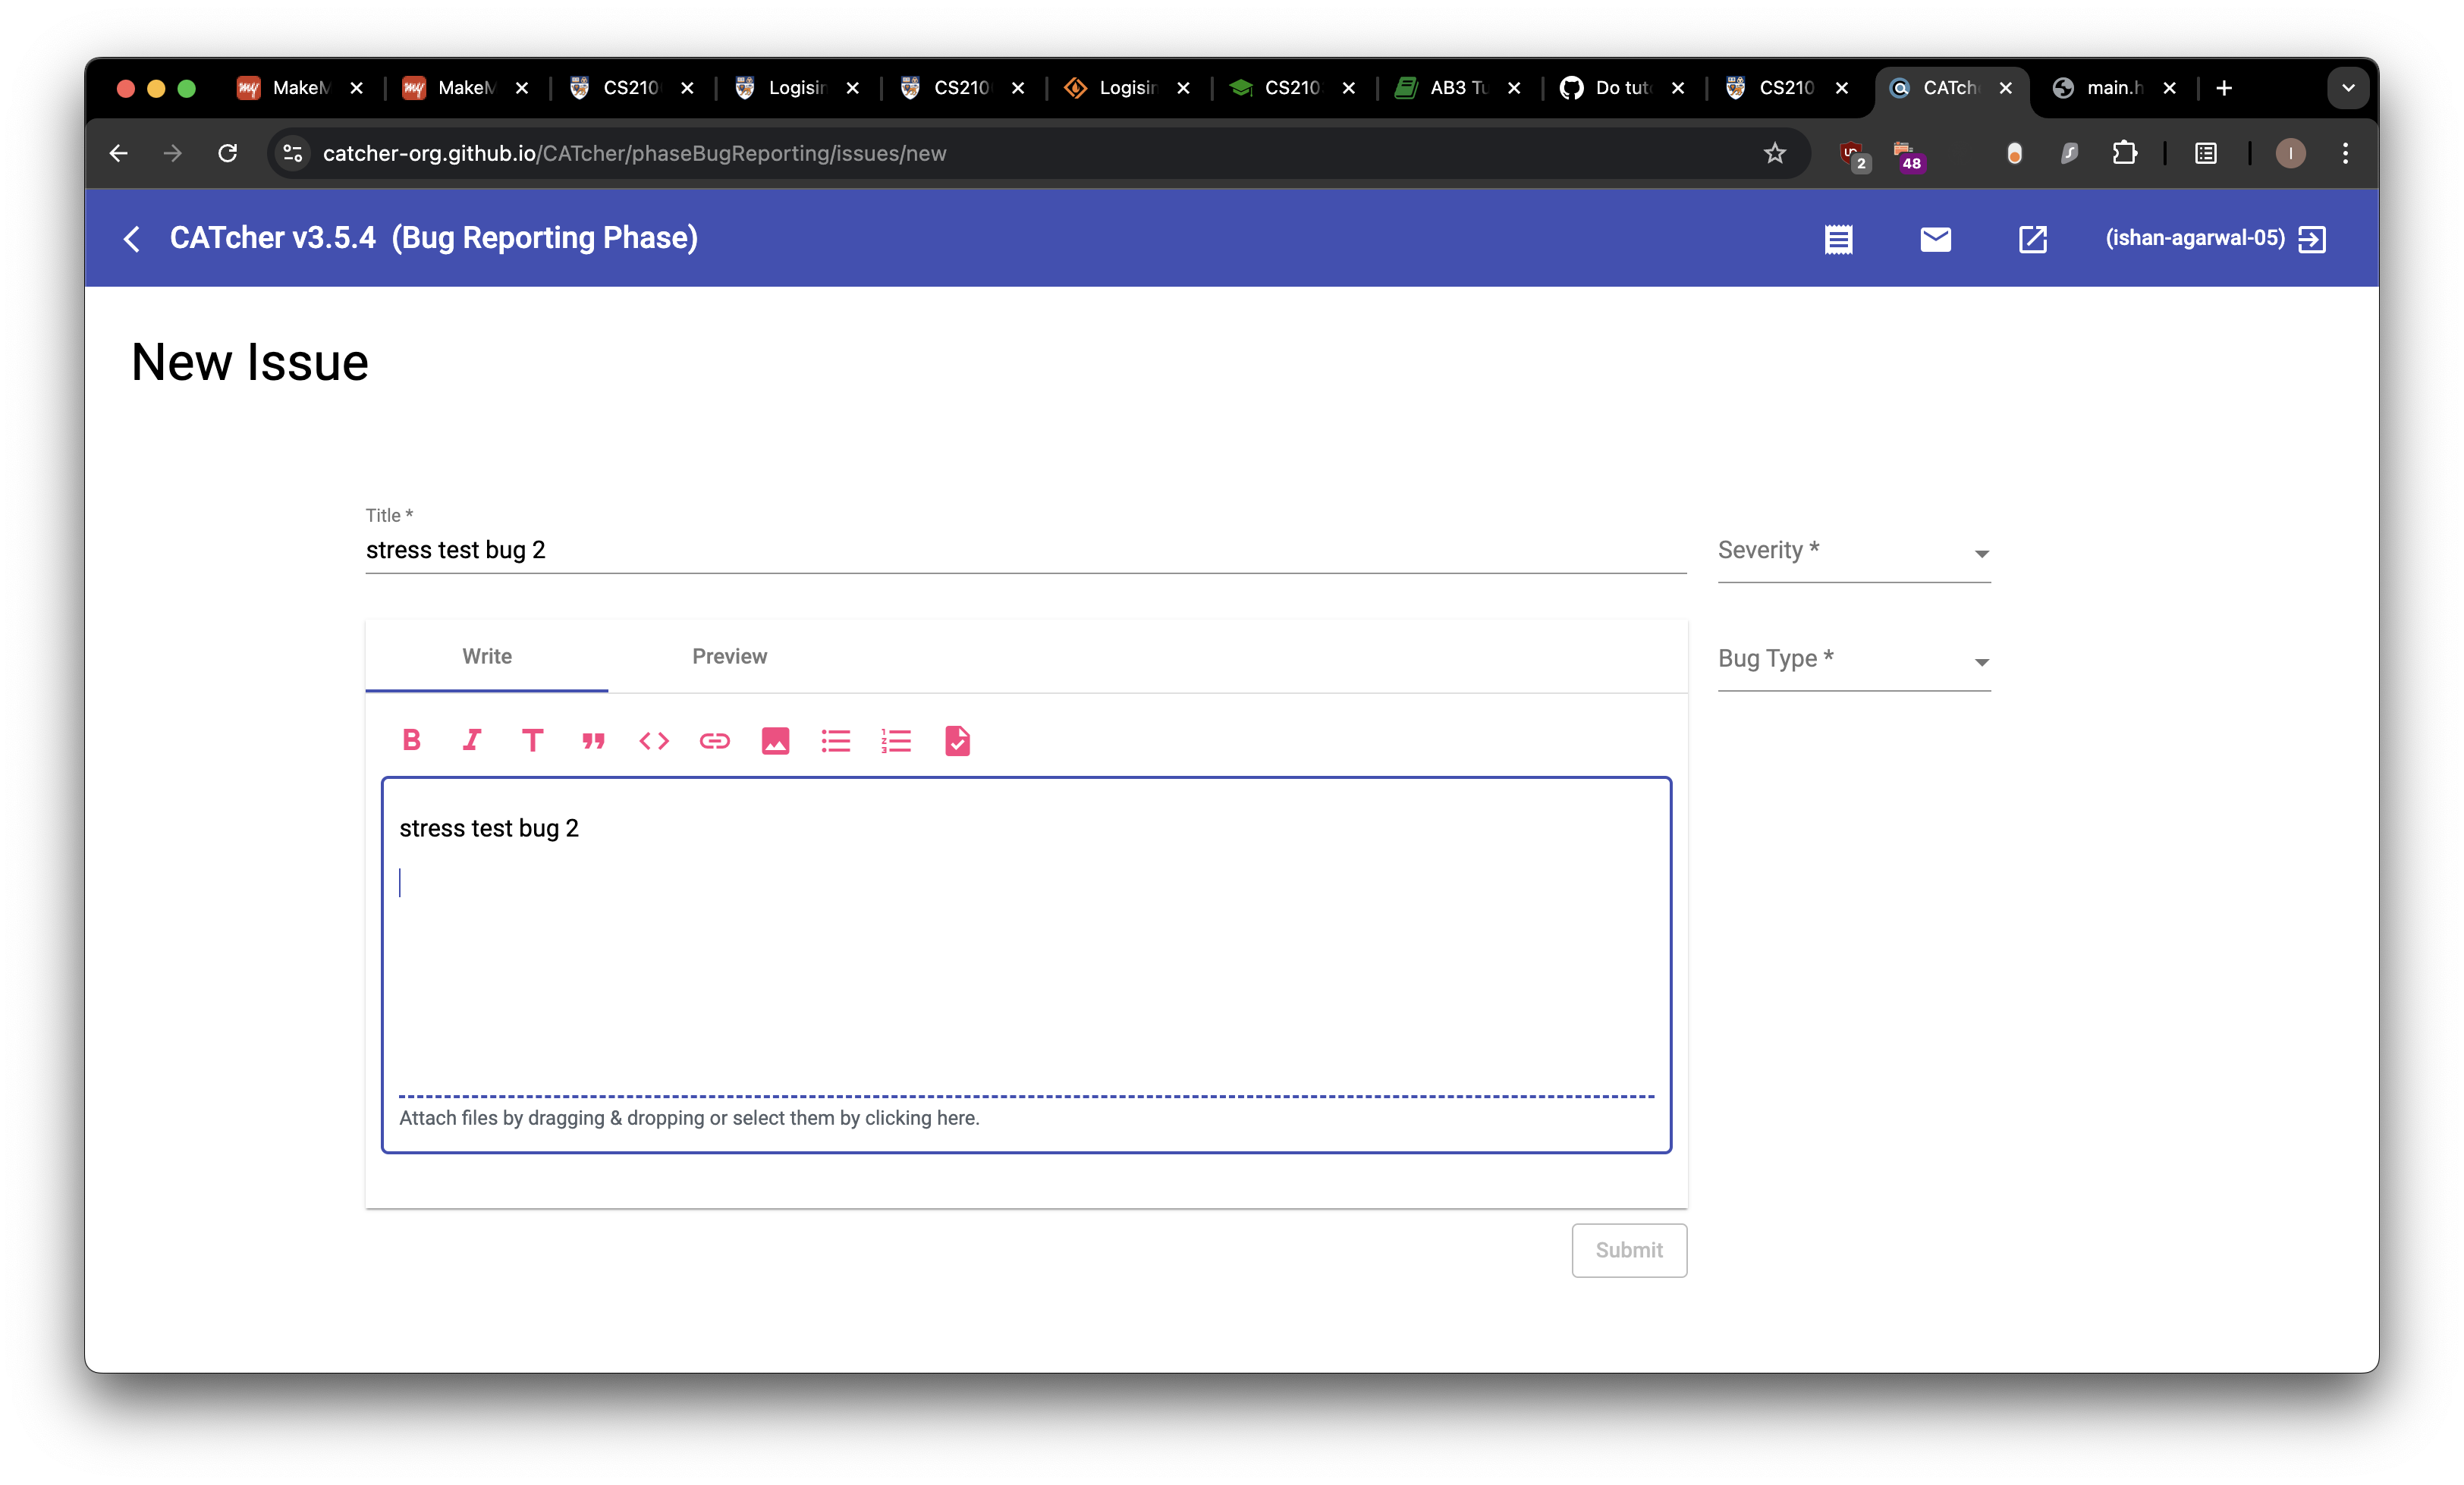 MakeM CS210 Logisin CS210 Logisin CS210 AB3 Tu Do tut CS210 CATch main.h
catcher-org.github.io/CATcher/phaseBugReporting/issues/new 2 48 I
CATcher v3.5.4 (Bug Reporting Phase) (ishan-agarwal-05)
New Issue
Title *
stress test bug 2
Severity *
Write Preview
Bug Type *
stress test bug 2
Attach files by dragging & dropping or select them by clicking here.
Submit